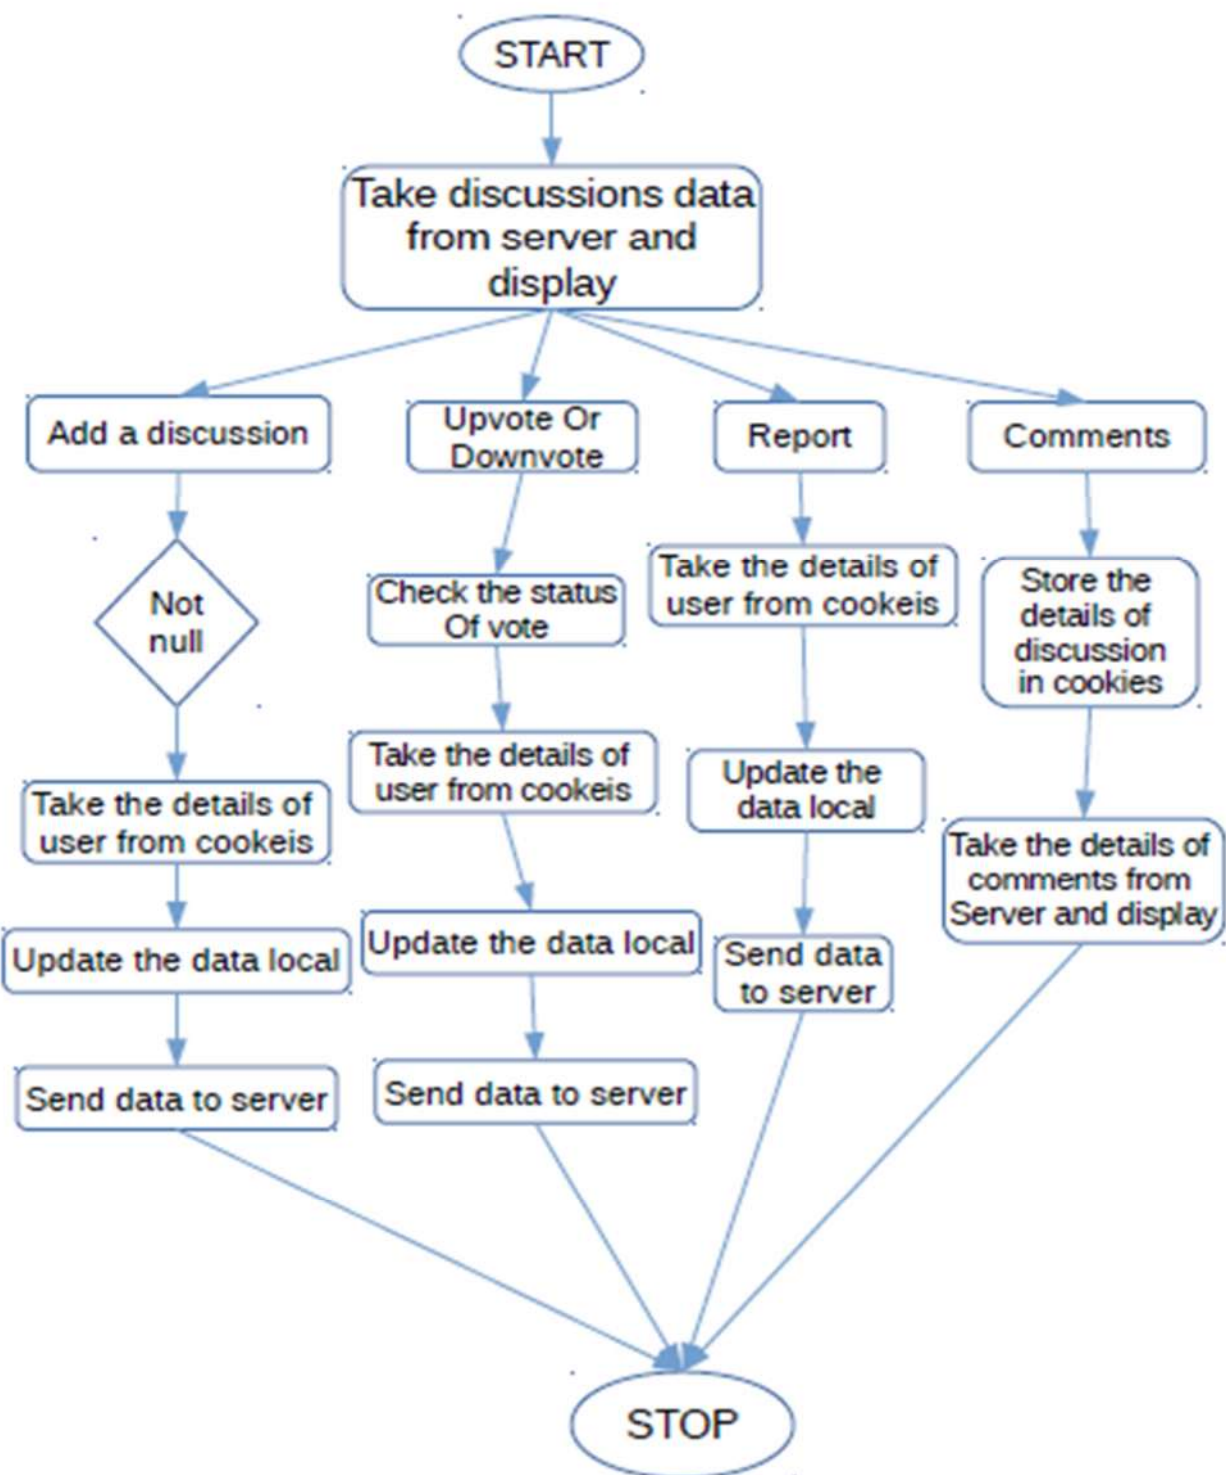 START
Take discussions data
from server and
display
Add a discussion
Upvote Or
Downvote
Report
Comments
Not
null
Check the status
Of vote
Take the details of
user from cookeis
Store the
details of
discussion
in cookies
Take the details of
user from cookeis
Take the details of
user from cookeis
Update the
data local
Take the details of
comments from
Server and display
Update the data local
Update the data local
Send data
to server
Send data to server
Send data to server
STOP